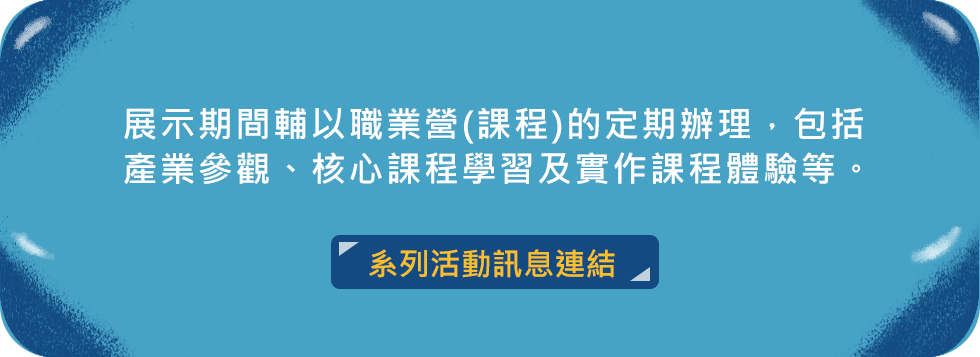 展示期間輔以職業營(課程)的定期辦理，包括
產業參觀、核心課程學習及實作課程體驗等。
系列活動訊息連結